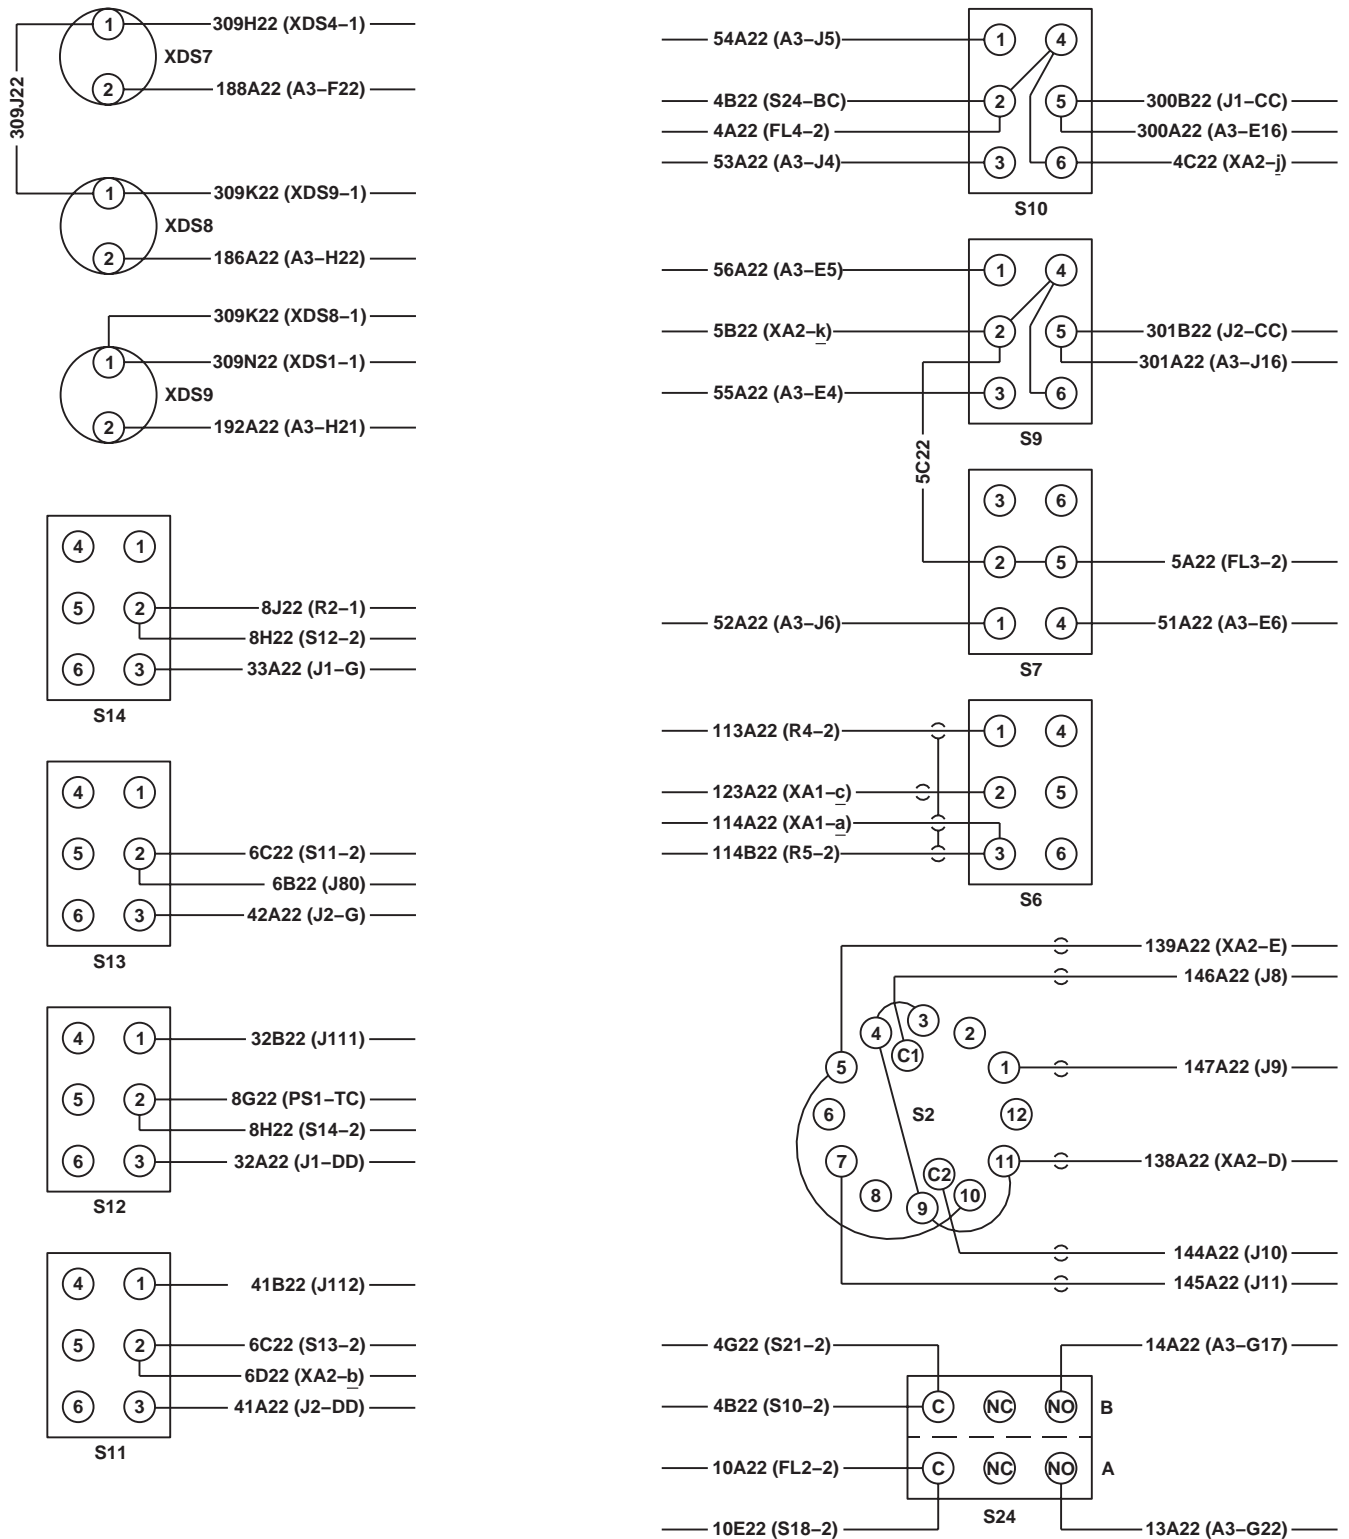 309J22
1
309H22 (XDS4–1)
XDS7
2
188A22 (A3–F22)
1
309K22 (XDS9–1)
XDS8
2
186A22 (A3–H22)
309K22 (XDS8–1)
1
309N22 (XDS1–1)
XDS9
2
192A22 (A3–H21)
4 1
5 2
8J22 (R2–1)
8H22 (S12–2)
6 3
33A22 (J1–G)
S14
4 1
5 2
6C22 (S11–2)
6B22 (J80)
6 3
42A22 (J2–G)
S13
4 1
32B22 (J111)
5 2
8G22 (PS1–TC)
8H22 (S14–2)
6 3
32A22 (J1–DD)
S12
4 1
41B22 (J112)
5 2
6C22 (S13–2)
6D22 (XA2–b)
6 3
41A22 (J2–DD)
S11
54A22 (A3–J5)
1 4
4B22 (S24–BC)
2 5
300B22 (J1–CC)
4A22 (FL4–2)
300A22 (A3–E16)
53A22 (A3–J4)
3 6
4C22 (XA2–j)
S10
56A22 (A3–E5)
1 4
5B22 (XA2–k)
2 5
301B22 (J2–CC)
301A22 (A3–J16)
55A22 (A3–E4)
3 6
S9
5C22
3 6
2 5
5A22 (FL3–2)
52A22 (A3–J6)
1 4
51A22 (A3–E6)
S7
113A22 (R4–2)
1 4
123A22 (XA1–c)
2 5
114A22 (XA1–a)
114B22 (R5–2)
3 6
S6
139A22 (XA2–E)
146A22 (J8)
3
4
2
C1
5
1
147A22 (J9)
6
S2
12
7
11
138A22 (XA2–D)
C2
8
10
9
144A22 (J10)
145A22 (J11)
4G22 (S21–2)
14A22 (A3–G17)
4B22 (S10–2)
C NC NO B
10A22 (FL2–2)
C NC NO A
S24
10E22 (S18–2)
13A22 (A3–G22)